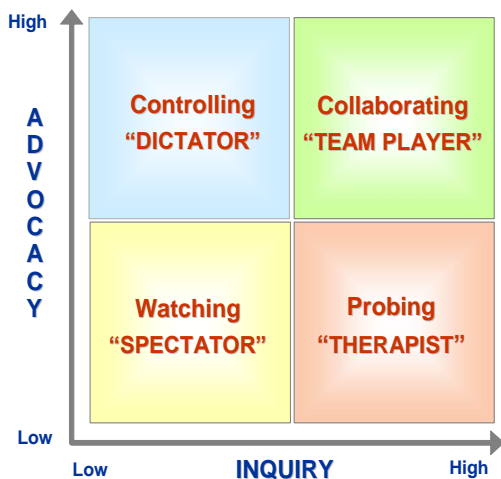 High
Controlling
“DICTATOR”
Collaborating
“TEAM PLAYER”
A
D
V
O
C
A
C
Y
Watching
“SPECTATOR”
Probing
“THERAPIST”
Low
Low
INQUIRY
High